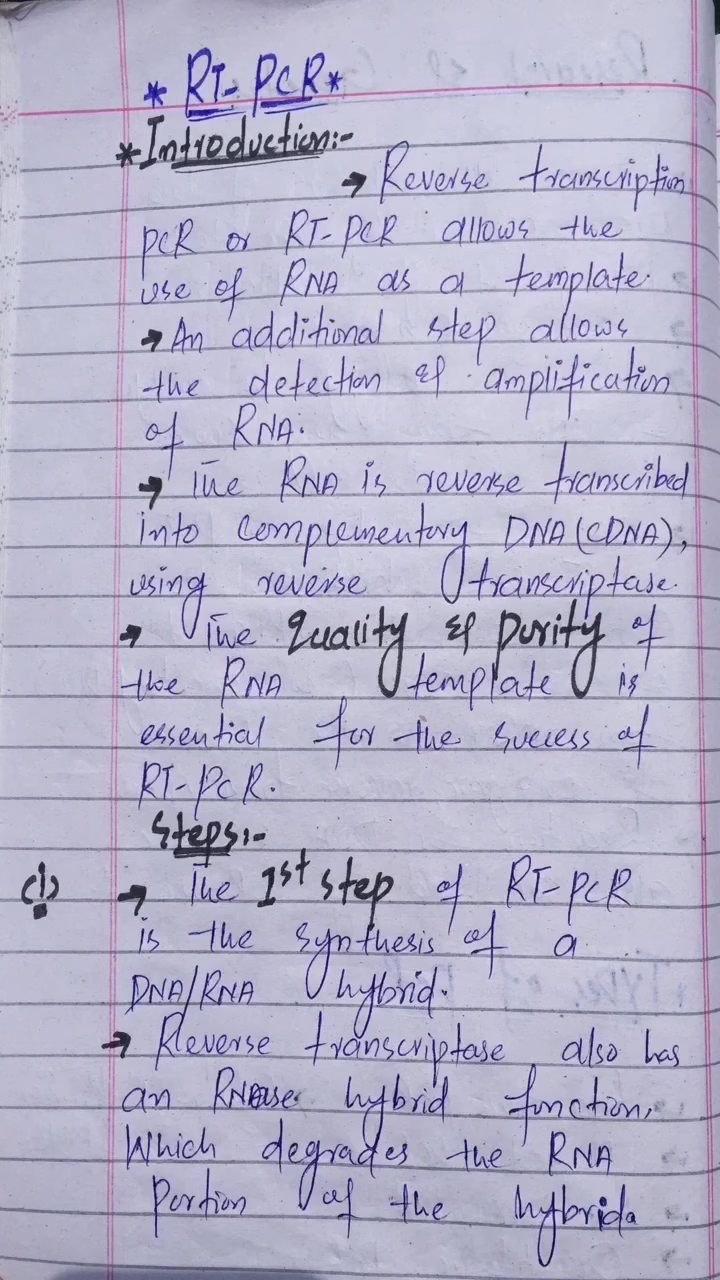 * RT-PCR *
* Introduction:-
→ Reverse transcription
PCR or RT-PCR allows the
use of RNA as a template.
→ An additional step allows
the detection & amplification
of RNA.
→ The RNA is reverse transcribed
into complementory DNA (CDNA),
using reverse transcriptase.
→ The Quality & Purity of
the RNA template is
essential for the success of
RT-PCR.
Steps:-
(1) → The 1st step of RT-PCR
is the synthesis of a
DNA/RNA hybrid.
→ Reverse transcriptase also has
an RNase hybrid function,
Which degrades the RNA
Portion of the hybrid.